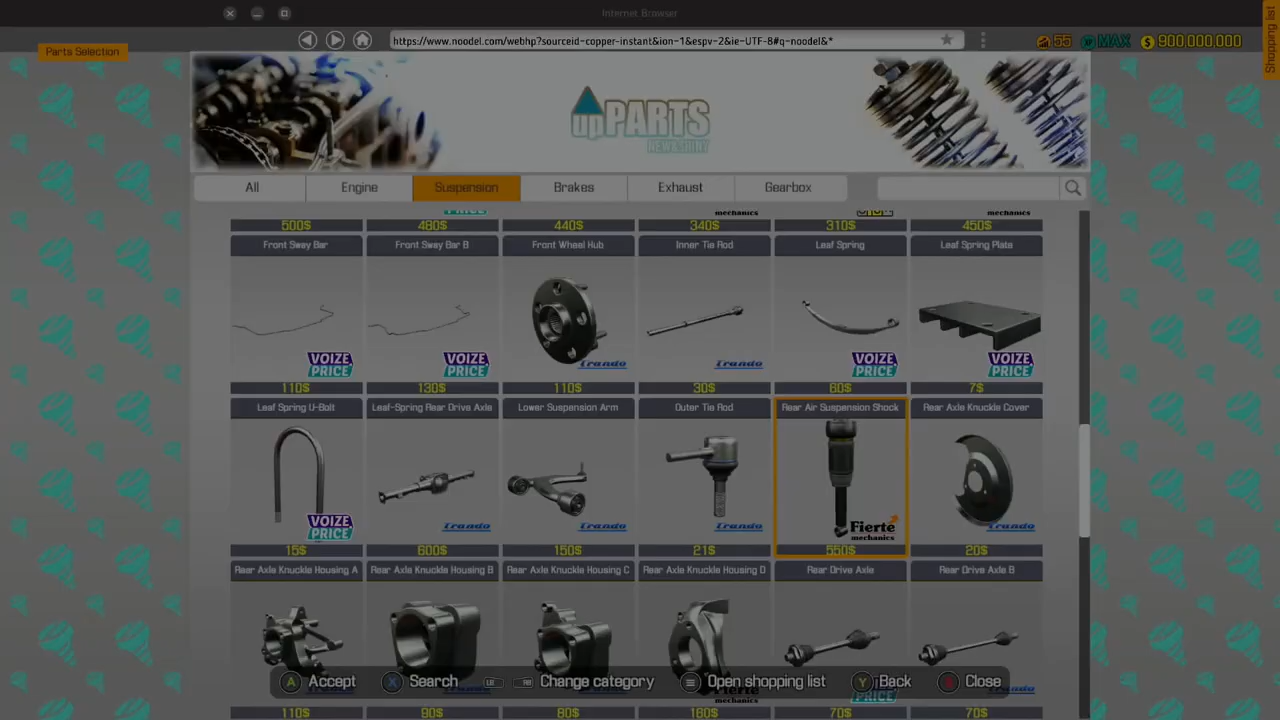 Internet Browser
https://www.noodel.com/webhp?sourceid-copper-instant&ion-1&espv-2&ie-UTF-8#q-noodel&*
55 MAX 900,000,000
Shopping list
Parts Selection
upPARTS
NEW&SHINY
All Engine Suspension Brakes Exhaust Gearbox
PRICE mechanics mechanics
500$ 480$ 440$ 340$ 310$ 450$
Front Sway Bar Front Sway Bar B Front Wheel Hub Inner Tie Rod Leaf Spring Leaf Spring Plate
VOIZE VOIZE VOIZE VOIZE
PRICE PRICE Trando Trando PRICE PRICE
110$ 130$ 110$ 30$ 60$ 7$
Leaf Spring U-Bolt Leaf-Spring Rear Drive Axle Lower Suspension Arm Outer Tie Rod Rear Air Suspension Shock Rear Axle Knuckle Cover
VOIZE Fierte
PRICE Trando Trando Trando mechanics Trando
15$ 600$ 150$ 21$ 550$ 20$
Rear Axle Knuckle Housing A Rear Axle Knuckle Housing B Rear Axle Knuckle Housing C Rear Axle Knuckle Housing D Rear Drive Axle Rear Drive Axle B
A Accept X Search Change category Open shopping list Y Back Close
mechanics PRICE
110$ 90$ 80$ 160$ 70$ 70$